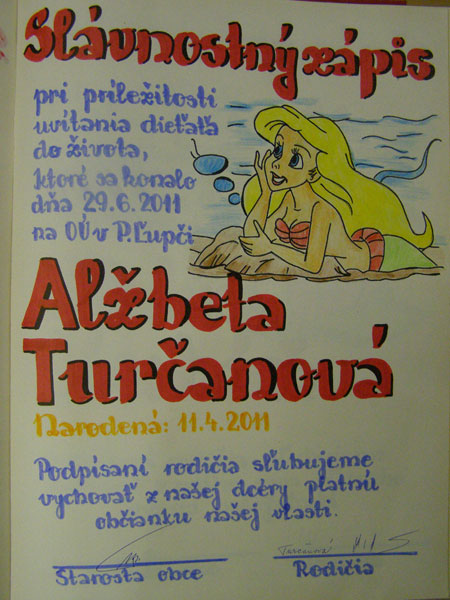 Slávnostný zápis
pri príležitosti
uvítania dieťaťa
do života,
ktoré sa konalo
dňa 29.6.2011
na OÚ v P.Ľupči
Alžbeta
Turčanová
Narodená: 11.4.2011
Podpísaní rodičia sľubujeme
vychovať z našej dcéry platnú
občianku našej vlasti.
Turčanová
Starosta obce Rodičia